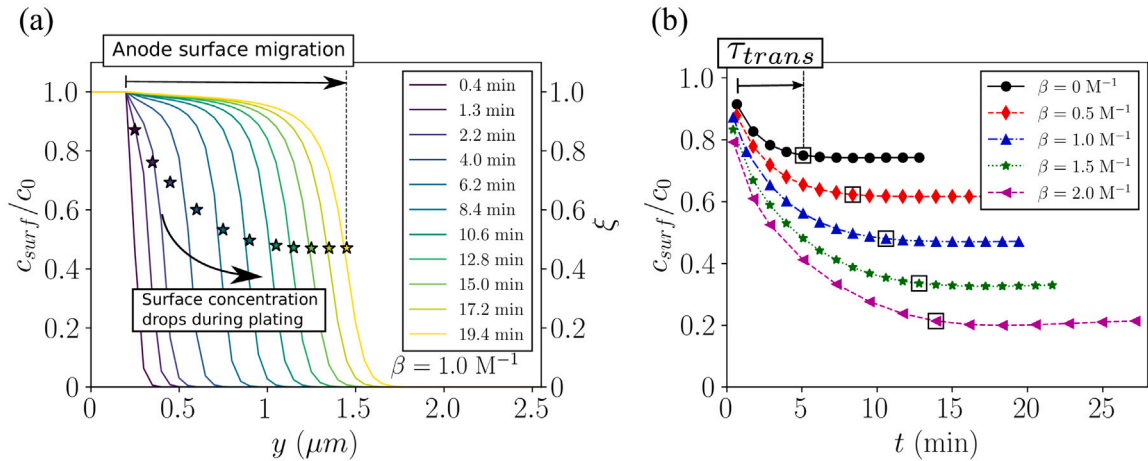 (a)
Anode surface migration
1.0
0.8
0.6
0.4
0.2
0
c_surf/c_0
0.4 min
1.3 min
2.2 min
4.0 min
6.2 min
8.4 min
10.6 min
12.8 min
15.0 min
17.2 min
19.4 min
Surface concentration
drops during plating
β = 1.0 M⁻¹
1.0
0.8
0.6
0.4
0.2
0
ξ
0
0.5
1.0
1.5
2.0
2.5
y (μm)
(b)
τ_trans
1.0
0.8
0.6
0.4
0.2
0
c_surf/c_0
β = 0 M⁻¹
β = 0.5 M⁻¹
β = 1.0 M⁻¹
β = 1.5 M⁻¹
β = 2.0 M⁻¹
0
5
10
15
20
25
t (min)